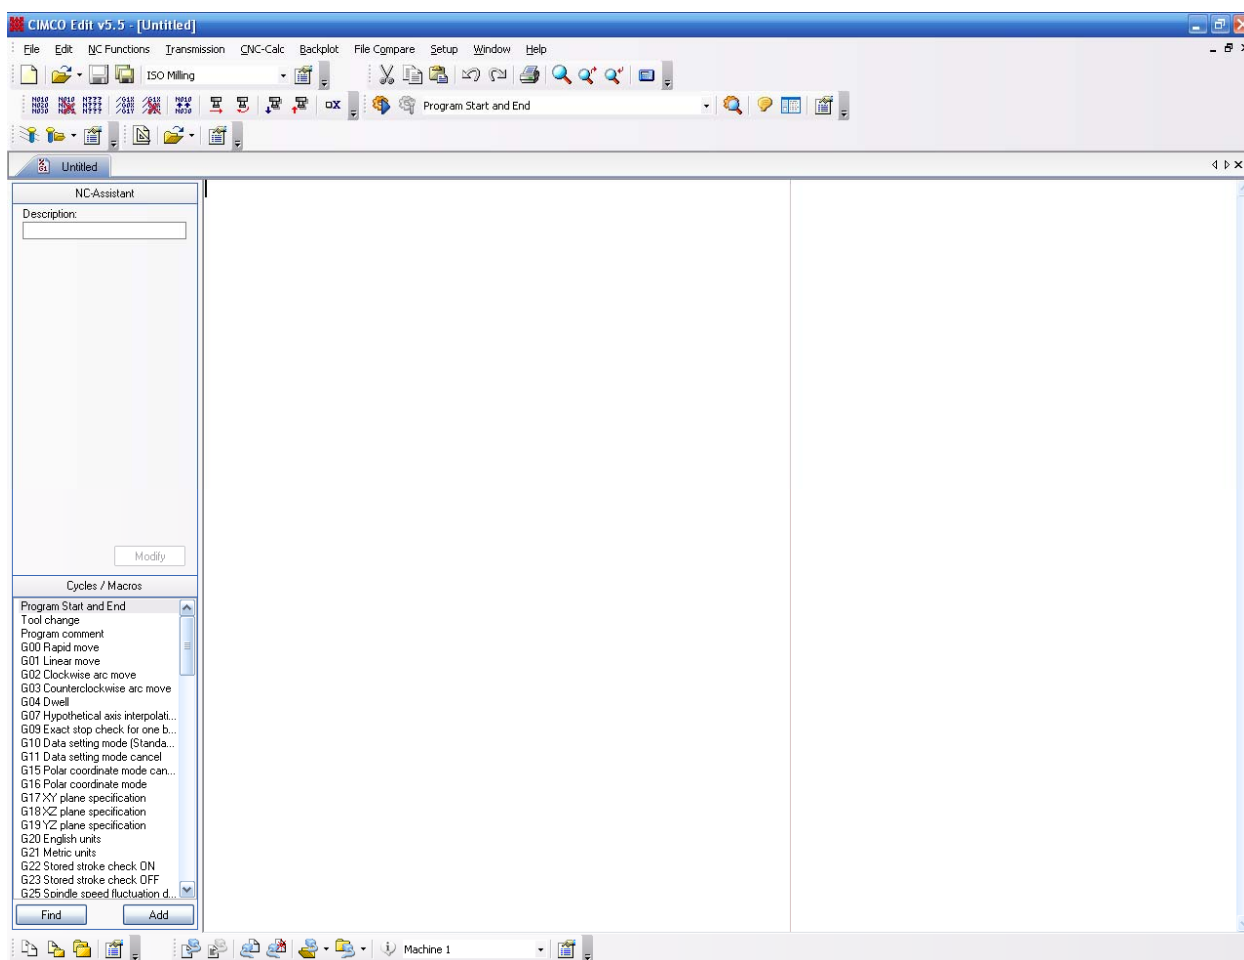 CIMCO Edit v5.5 - [Untitled]
File Edit NC Functions Transmission CNC-Calc Backplot File Compare Setup Window Help
ISO Milling
Program Start and End
Untitled
NC-Assistant
Description:
Modify
Cycles / Macros
Program Start and End
Tool change
Program comment
G00 Rapid move
G01 Linear move
G02 Clockwise arc move
G03 Counterclockwise arc move
G04 Dwell
G07 Hypothetical axis interpolati...
G09 Exact stop check for one b...
G10 Data setting mode (Standa...
G11 Data setting mode cancel
G15 Polar coordinate mode can...
G16 Polar coordinate mode
G17 XY plane specification
G18 XZ plane specification
G19 YZ plane specification
G20 English units
G21 Metric units
G22 Stored stroke check ON
G23 Stored stroke check OFF
G25 Spindle speed fluctuation d...
Find Add
Machine 1